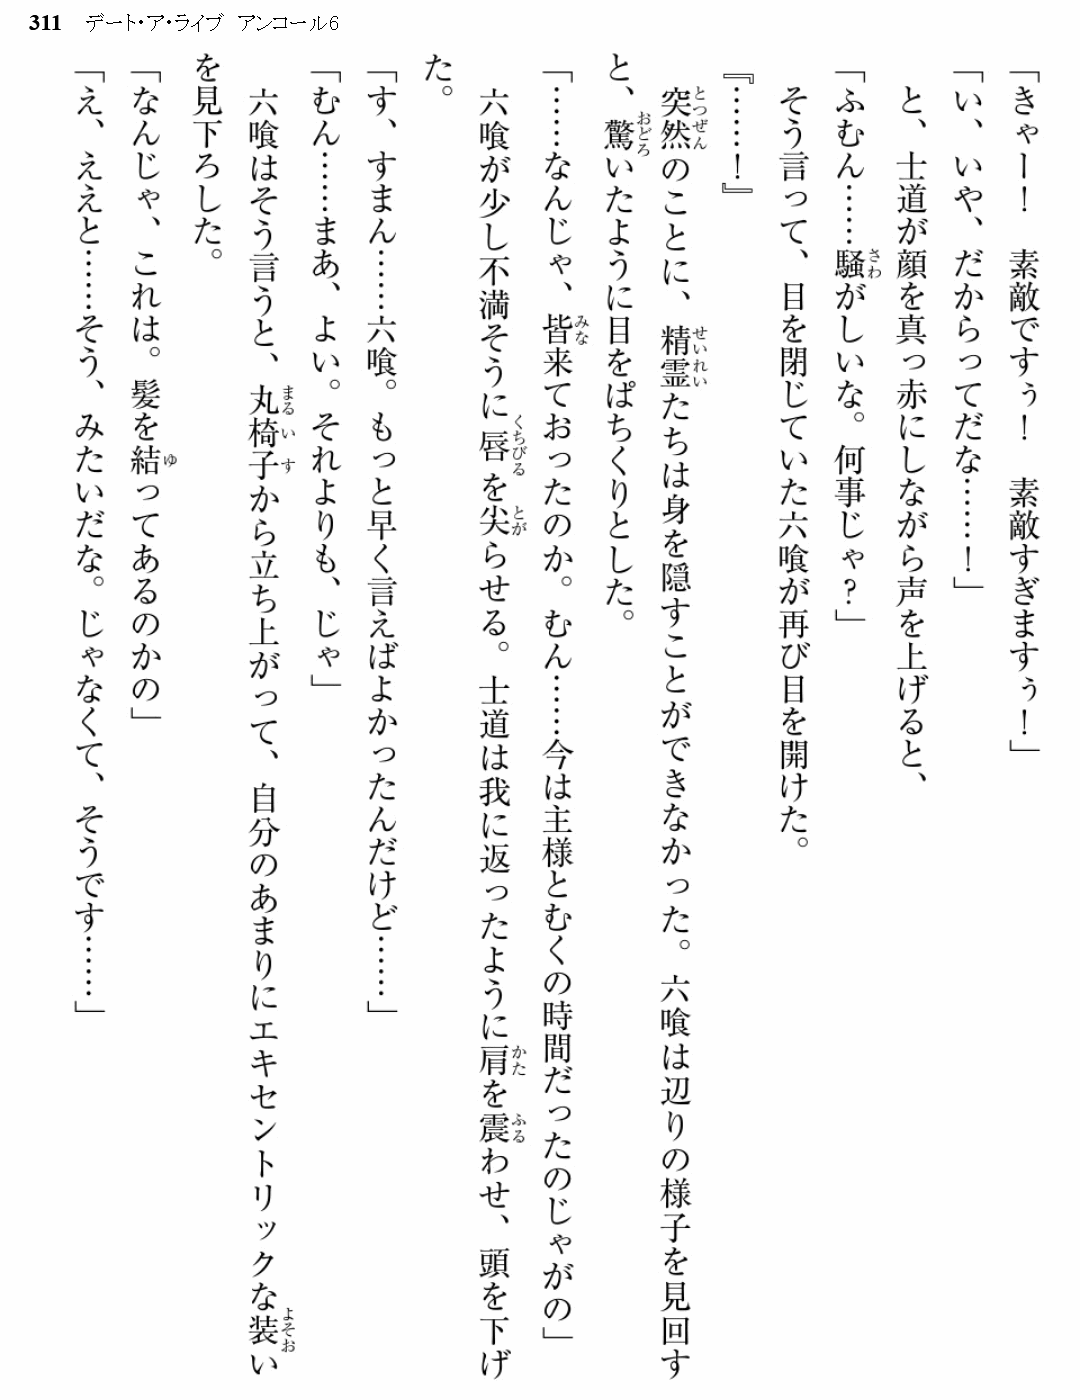 311 デート・ア・ライブ アンコール6
「きゃー！　素敵ですぅ！　素敵すぎますぅ！」
「い、いや、だからってだな……！」
と、士道が顔を真っ赤にしながら声を上げると、
「ふむん……騒がしいな。何事じゃ？」
そう言って、目を閉じていた六喰が再び目を開けた。
『……！』
突然のことに、精霊たちは身を隠すことができなかった。六喰は辺りの様子を見回す
と、驚いたように目をぱちくりとした。
「……なんじゃ、皆来ておったのか。むん……今は主様とむくの時間だったのじゃがの」
六喰が少し不満そうに唇を尖らせる。士道は我に返ったように肩を震わせ、頭を下げ
た。
「す、すまん……六喰。もっと早く言えばよかったんだけど……」
「むん……まあ、よい。それよりも、じゃ」
六喰はそう言うと、丸椅子から立ち上がって、自分のあまりにエキセントリックな装い
を見下ろした。
「なんじゃ、これは。髪を結ってあるのかの」
「え、ええと……そう、みたいだな。じゃなくて、そうです……」